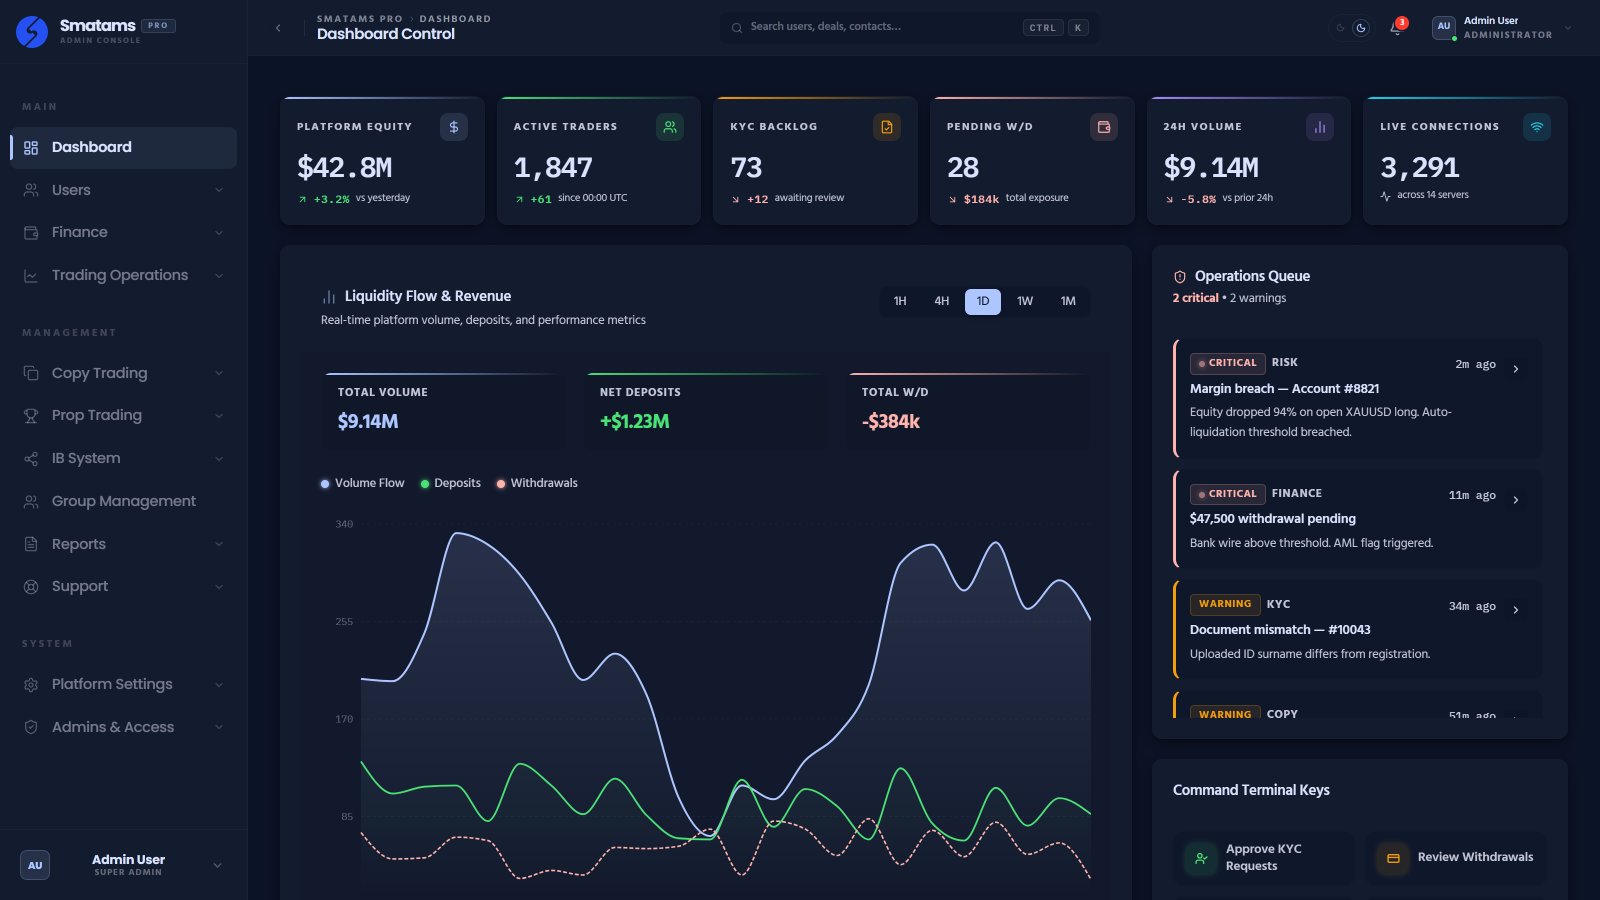 Smatams PRO
ADMIN CONSOLE
MAIN
Dashboard
Users
Finance
Trading Operations
MANAGEMENT
Copy Trading
Prop Trading
IB System
Group Management
Reports
Support
SYSTEM
Platform Settings
Admins & Access
AU
Admin User
SUPER ADMIN
SMATAMS PRO > DASHBOARD
Dashboard Control
Search users, deals, contacts...
CTRL K
3
AU
Admin User
ADMINISTRATOR
PLATFORM EQUITY
$42.8M
+3.2% vs yesterday
ACTIVE TRADERS
1,847
+61 since 00:00 UTC
KYC BACKLOG
73
+12 awaiting review
PENDING W/D
28
$184k total exposure
24H VOLUME
$9.14M
-5.8% vs prior 24h
LIVE CONNECTIONS
3,291
across 14 servers
Liquidity Flow & Revenue
Real-time platform volume, deposits, and performance metrics
1H 4H 1D 1W 1M
TOTAL VOLUME
$9.14M
NET DEPOSITS
+$1.23M
TOTAL W/D
-$384k
Volume Flow
Deposits
Withdrawals
340
255
170
85
Operations Queue
2 critical • 2 warnings
CRITICAL RISK 2m ago
Margin breach — Account #8821
Equity dropped 94% on open XAUUSD long. Auto-
liquidation threshold breached.
CRITICAL FINANCE 11m ago
$47,500 withdrawal pending
Bank wire above threshold. AML flag triggered.
WARNING KYC 34m ago
Document mismatch — #10043
Uploaded ID surname differs from registration.
WARNING COPY 51m ago
Command Terminal Keys
Approve KYC
Requests
Review Withdrawals